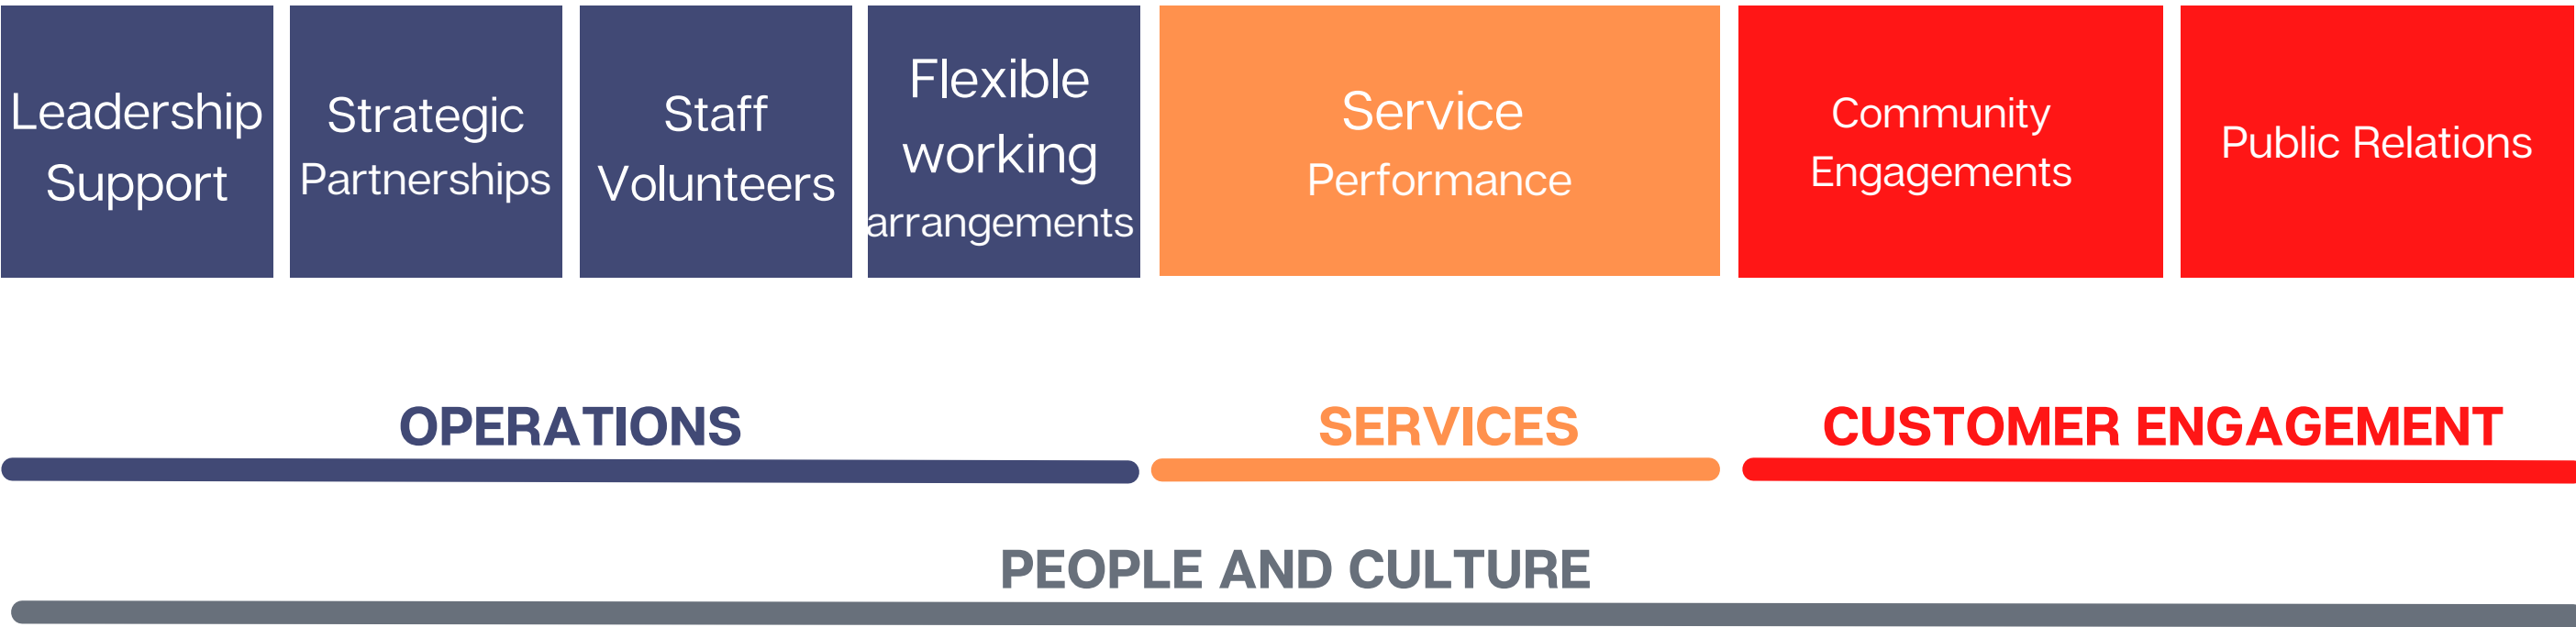 Leadership
Support
Strategic
Partnerships
Staff
Volunteers
Flexible
working
arrangements
Service
Performance
Community
Engagements
Public Relations
OPERATIONS
SERVICES
CUSTOMER ENGAGEMENT
PEOPLE AND CULTURE